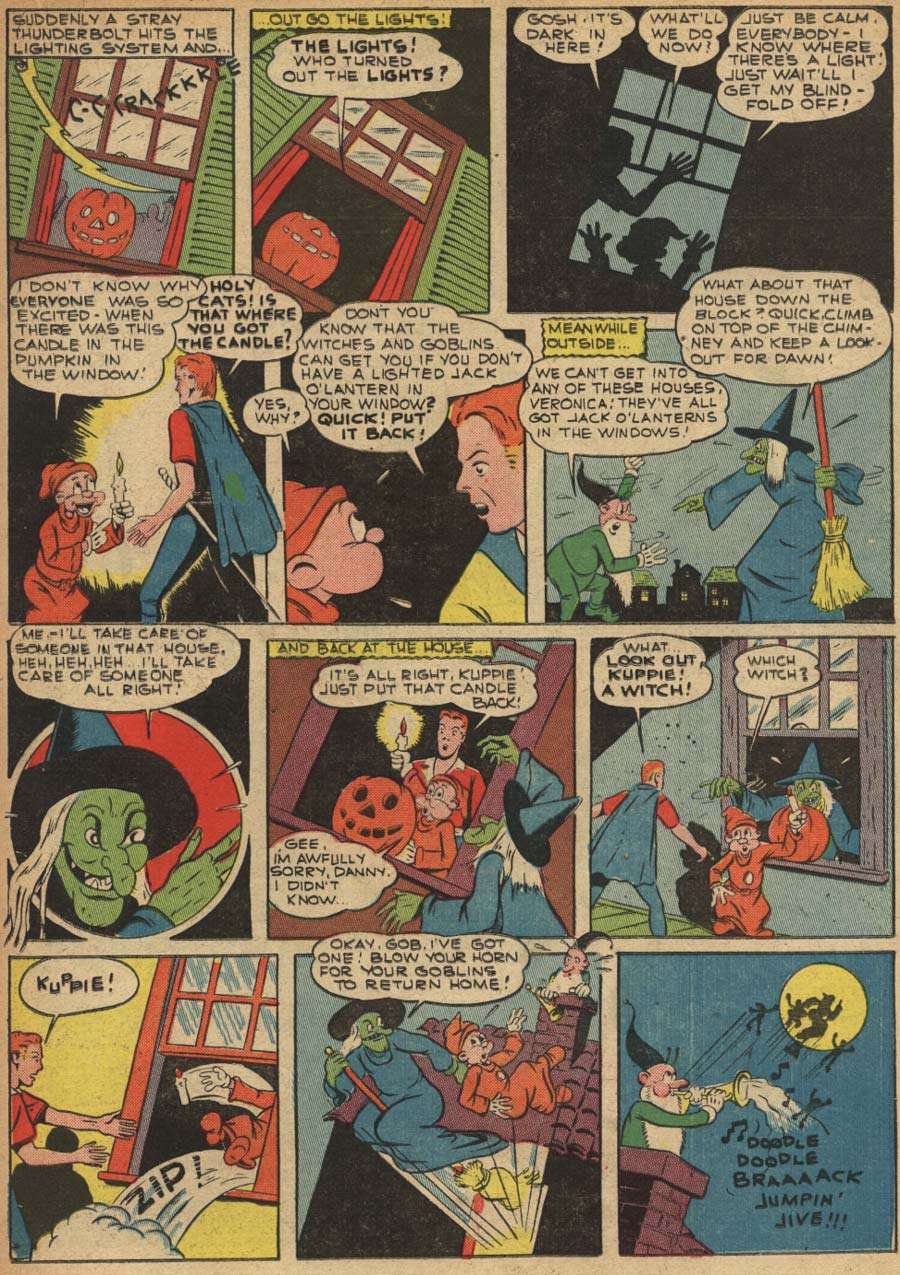 SUDDENLY A STRAY
THUNDERBOLT HITS THE
LIGHTING SYSTEM AND...
C-C-CRACKKKKLE
...OUT GO THE LIGHTS!
THE LIGHTS!
WHO TURNED
OUT THE LIGHTS?
GOSH, IT'S
DARK IN
HERE!
WHAT'LL
WE DO
NOW?
JUST BE CALM,
EVERYBODY - I
KNOW WHERE
THERE'S A LIGHT!
JUST WAIT'LL I
GET MY BLIND-
FOLD OFF!
I DON'T KNOW WHY
EVERYONE WAS SO
EXCITED - WHEN
THERE WAS THIS
CANDLE IN THE
PUMPKIN IN
THE WINDOW!
HOLY
CATS! IS
THAT WHERE
YOU GOT
THE CANDLE?
YES,
WHY?
DON'T YOU
KNOW THAT THE
WITCHES AND GOBLINS
CAN GET YOU IF YOU DON'T
HAVE A LIGHTED JACK
O'LANTERN IN
YOUR WINDOW?
QUICK! PUT
IT BACK!
MEANWHILE
OUTSIDE...
WE CAN'T GET INTO
ANY OF THESE HOUSES,
VERONICA! THEY'VE ALL
GOT JACK O'LANTERNS
IN THE WINDOWS!
WHAT ABOUT THAT
HOUSE DOWN THE
BLOCK? QUICK, CLIMB
ON TOP OF THE CHIM-
NEY AND KEEP A LOOK-
OUT FOR DAWN!
ME - I'LL TAKE CARE OF
SOMEONE IN THAT HOUSE,
HEH, HEH, HEH... I'LL TAKE
CARE OF SOMEONE
ALL RIGHT!
AND BACK AT THE HOUSE...
IT'S ALL RIGHT, KUPPIE!
JUST PUT THAT CANDLE
BACK!
GEE,
I'M AWFULLY
SORRY, DANNY.
I DIDN'T
KNOW...
WHAT...
LOOK OUT,
KUPPIE!
A WITCH!
WHICH
WITCH?
KUPPIE!
ZIP!
OKAY, GOB, I'VE GOT
ONE! BLOW YOUR HORN
FOR YOUR GOBLINS
TO RETURN HOME!
DOODLE
DOODLE
BRAAAACK
JUMPIN'
JIVE!!!